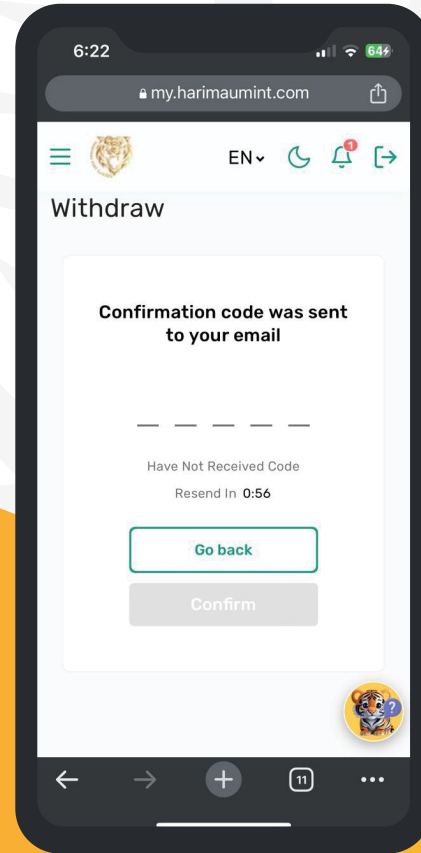 6:22
64
my.harimaumint.com
EN
1
Withdraw
Confirmation code was sent
to your email
Have Not Received Code
Resend In 0:56
Go back
Confirm
?
11